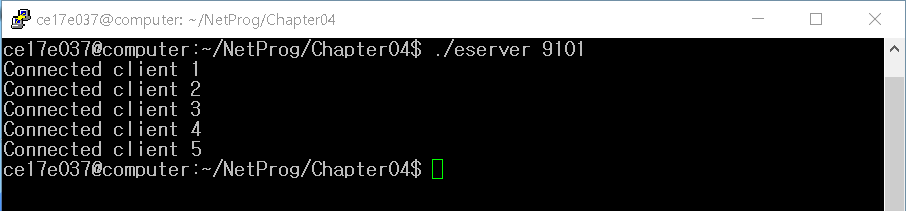 ce17e037@computer: ~/NetProg/Chapter04
ce17e037@computer:~/NetProg/Chapter04$ ./eserver 9101
Connected client 1
Connected client 2
Connected client 3
Connected client 4
Connected client 5
ce17e037@computer:~/NetProg/Chapter04$